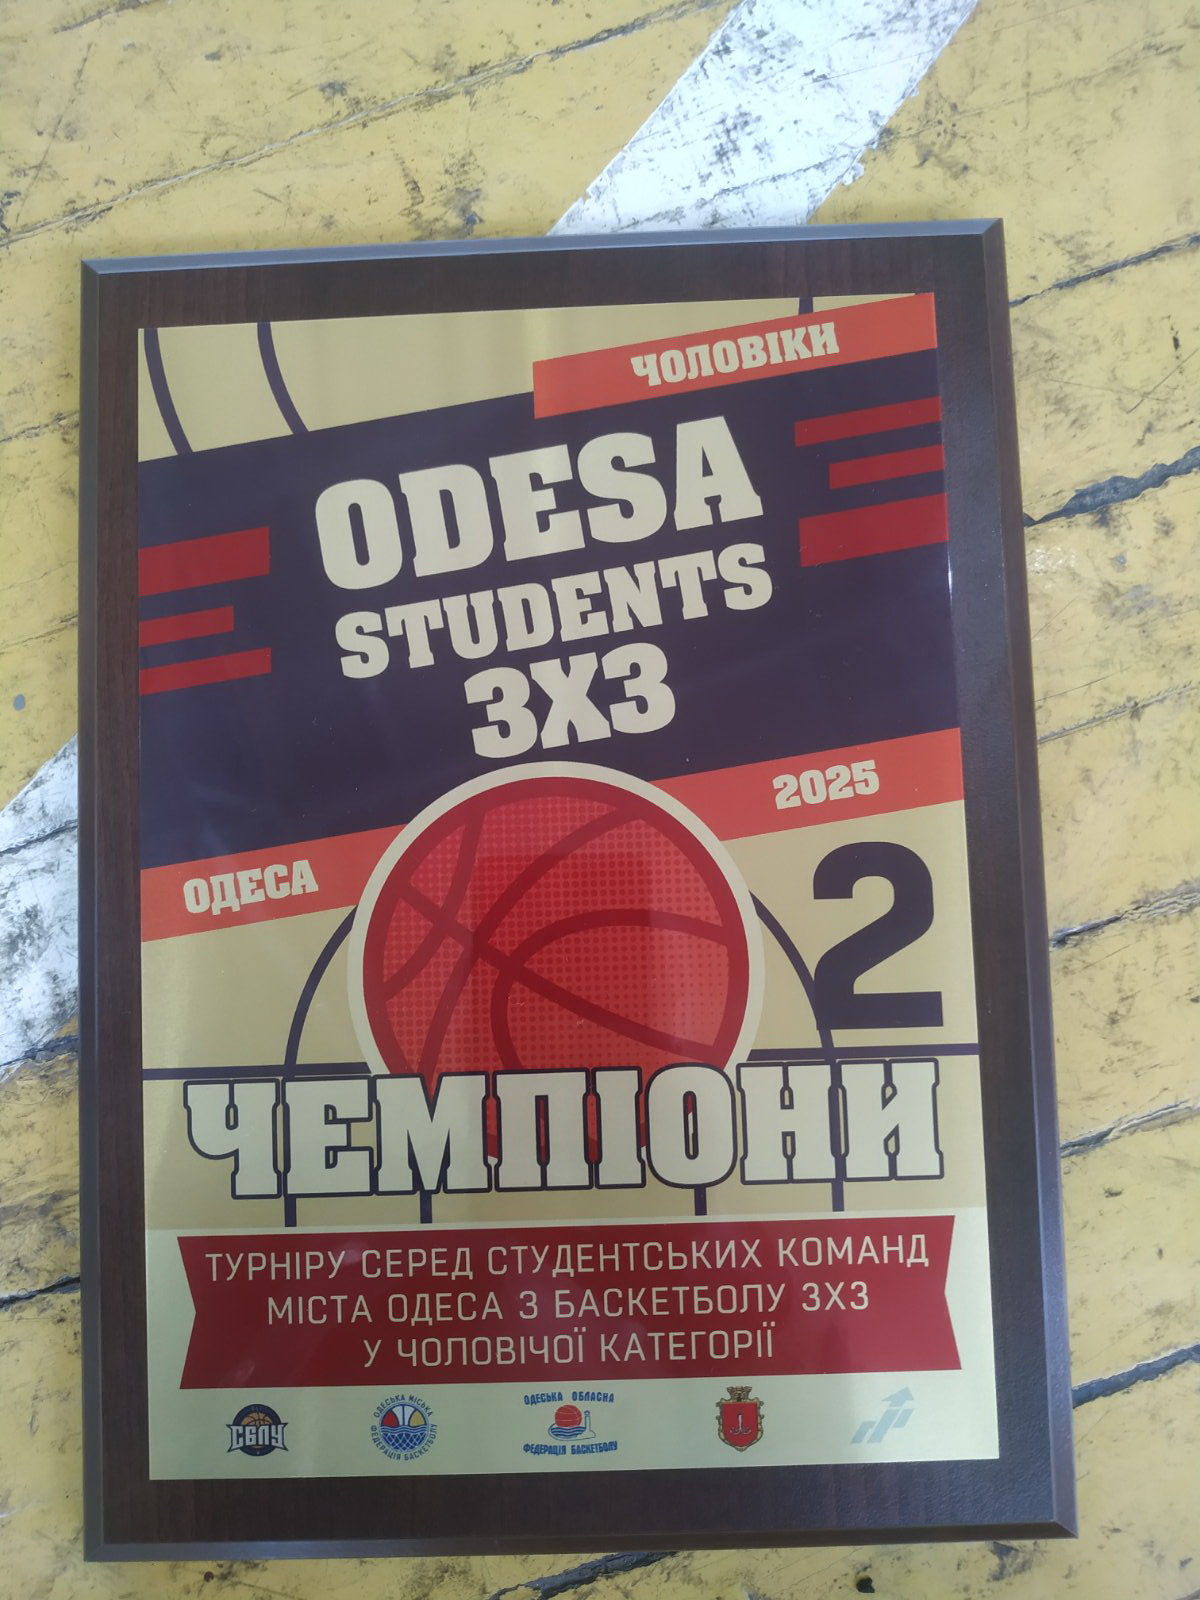 ЧОЛОВІКИ
ODESA
STUDENTS
3X3
2025
ОДЕСА
2
ЧЕМПІОНИ
ТУРНІРУ СЕРЕД СТУДЕНТСЬКИХ КОМАНД
МІСТА ОДЕСА З БАСКЕТБОЛУ 3Х3
У ЧОЛОВІЧОЇ КАТЕГОРІЇ
СБЛУ
ОДЕСЬКА МІСЬКА
ФЕДЕРАЦІЯ БАСКЕТБОЛУ
ОДЕСЬКА ОБЛАСНА
ФЕДЕРАЦІЯ БАСКЕТБОЛУ